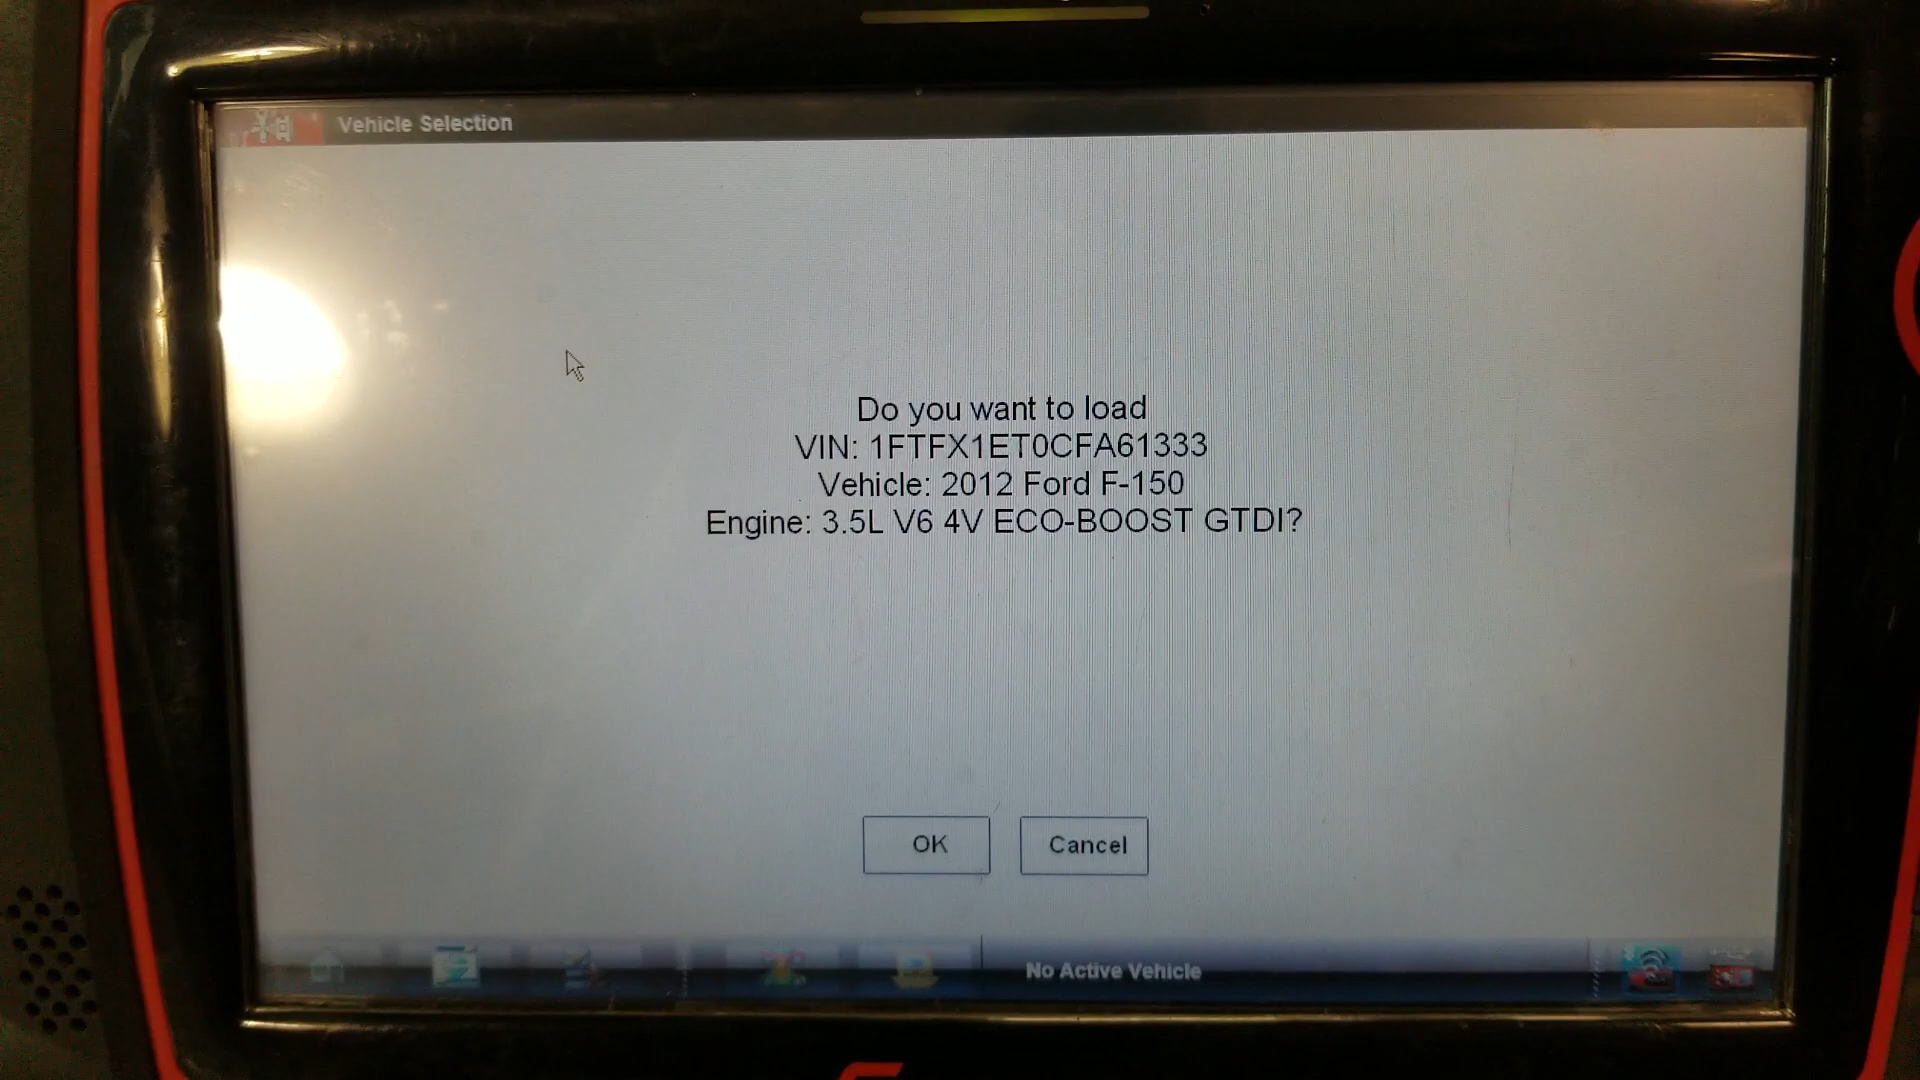 Vehicle Selection
Do you want to load
VIN: 1FTFX1ET0CFA61333
Vehicle: 2012 Ford F-150
Engine: 3.5L V6 4V ECO-BOOST GTDI?
OK
Cancel
No Active Vehicle